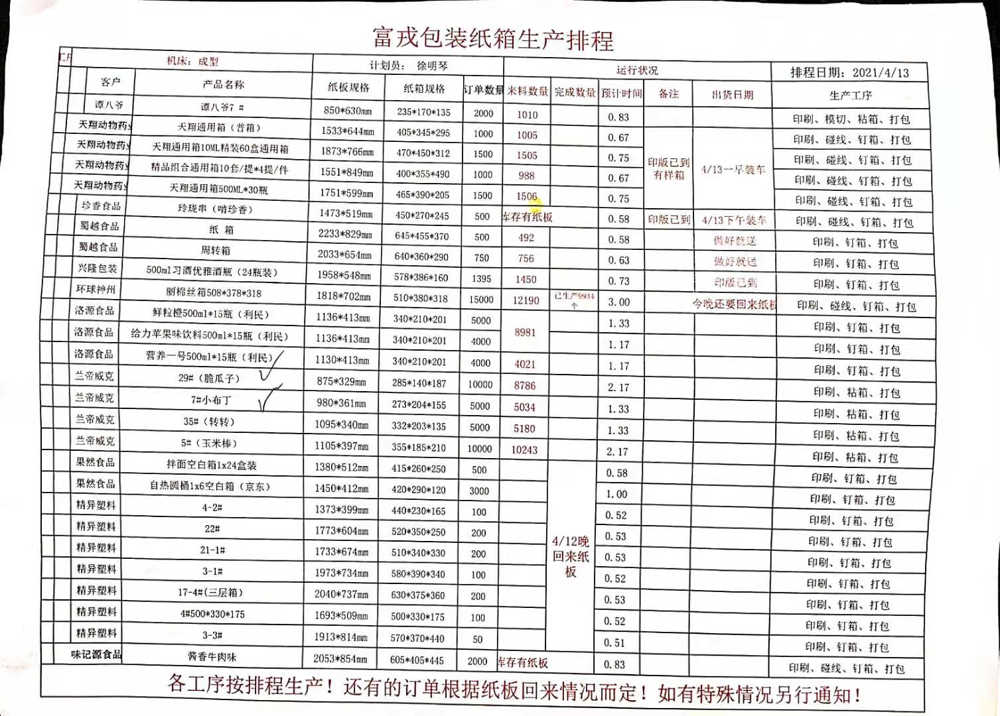 富戎包装纸箱生产排程
机床：成型 计划员： 徐明琴 运行状况 排程日期：2021/4/13
客户 产品名称 纸板规格 纸箱规格 订单数量 来料数量 完成数量 预计时间 备注 出货日期 生产工序
谭八爷 谭八爷7 # 850*630mm 235*170*135 2000 1010 0.83 印刷、模切、粘箱、打包
天翔动物药业 天翔通用箱（普箱） 1533*644mm 405*345*295 1000 1005 0.67 印版已到有样箱 4/13一早装车 印刷、碰线、钉箱、打包
天翔动物药业 天翔通用箱10ML精装60盒通用箱 1873*766mm 470*450*312 1500 1505 0.75 印刷、碰线、钉箱、打包
天翔动物药业 精品组合通用箱10套/提*4提/件 1551*849mm 400*355*490 1000 988 0.67 印刷、碰线、钉箱、打包
天翔动物药业 天翔通用箱500ML*30瓶 1751*599mm 465*390*205 1500 1506 0.75 印刷、碰线、钉箱、打包
珍香食品 玲珑串（啃珍香） 1473*519mm 450*270*245 500 库存有纸板 0.58 印版已到 4/13下午装车 印刷、碰线、钉箱、打包
蜀越食品 纸 箱 2233*829mm 645*455*370 500 492 0.58 做好就送 印刷、钉箱、打包
蜀越食品 周转箱 2033*654mm 640*360*290 750 756 0.63 做好就送 印刷、钉箱、打包
兴隆包装 500ml习酒优雅酒瓶（24瓶装） 1958*548mm 578*386*160 1395 1450 0.73 印版已到 印刷、钉箱、打包
环球神州 丽棉丝箱508*378*318 1818*702mm 510*380*318 15000 12190 已生产9934个 3.00 今晚还要回来纸板 印刷、碰线、钉箱、打包
洛源食品 鲜粒橙500ml*15瓶（利民） 1136*413mm 340*210*201 5000 8981 1.33 印刷、钉箱、打包
洛源食品 给力苹果味饮料500ml*15瓶（利民） 1136*413mm 340*210*201 4000 1.17 印刷、钉箱、打包
洛源食品 营养一号500ml*15瓶（利民） 1130*413mm 340*210*201 4000 4021 1.17 印刷、钉箱、打包
兰帝威克 29#（脆瓜子） 875*329mm 285*140*187 10000 8786 2.17 印刷、粘箱、打包
兰帝威克 7#小布丁 980*361mm 273*204*155 5000 5034 1.33 印刷、粘箱、打包
兰帝威克 35#（转转） 1095*340mm 332*203*135 5000 5180 1.33 印刷、粘箱、打包
兰帝威克 5#（玉米棒） 1105*397mm 355*185*210 10000 10243 2.17 印刷、粘箱、打包
果然食品 拌面空白箱1x24盒装 1380*512mm 415*260*250 500 4/12晚回来纸板 0.58 印刷、钉箱、打包
果然食品 自热圆桶1x6空白箱（京东） 1450*412mm 420*290*120 3000 1.00 印刷、钉箱、打包
精异塑料 4-2# 1373*399mm 440*230*165 100 0.52 印刷、钉箱、打包
精异塑料 22# 1773*604mm 520*350*250 200 0.53 印刷、钉箱、打包
精异塑料 21-1# 1733*674mm 510*340*330 200 0.53 印刷、钉箱、打包
精异塑料 3-1# 1973*734mm 580*390*340 100 0.52 印刷、钉箱、打包
精异塑料 17-4#(三层箱） 2040*737mm 630*375*360 200 0.53 印刷、钉箱、打包
精异塑料 4#500*330*175 1693*509mm 500*330*175 100 0.52 印刷、钉箱、打包
精异塑料 3-3# 1913*814mm 570*370*440 50 0.51 印刷、钉箱、打包
味记源食品 酱香牛肉味 2053*854mm 605*405*445 2000 库存有纸板 0.83 印刷、碰线、钉箱、打包
各工序按排程生产！还有的订单根据纸板回来情况而定！如有特殊情况另行通知！